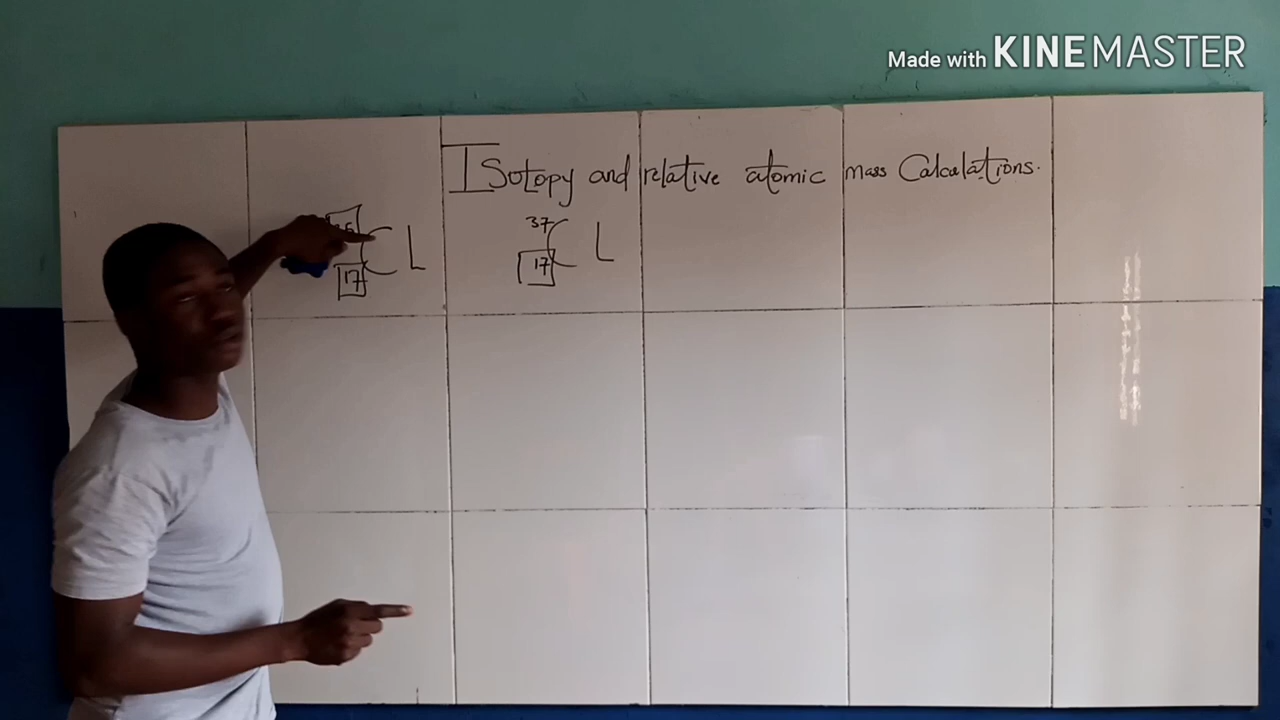 Made with KINEMASTER
Isotopy and relative atomic mass Calculations.
37
CL CL
17 17